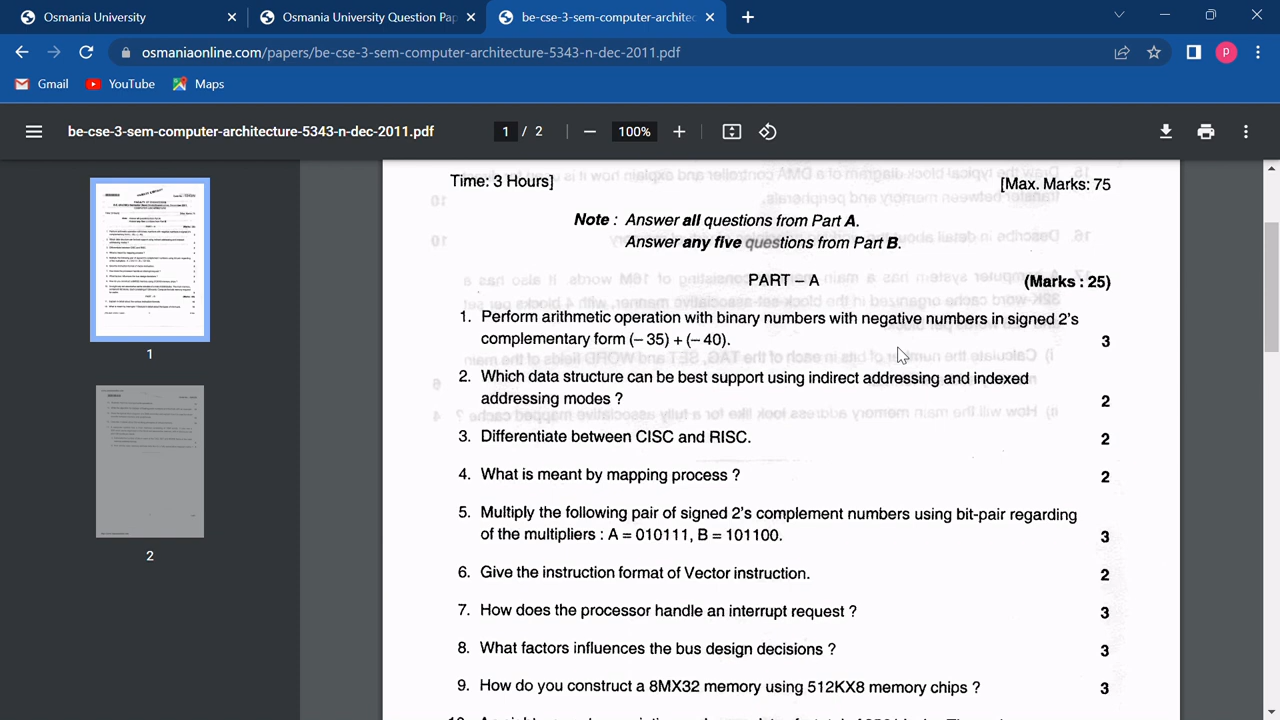 Osmania University
Osmania University Question Pap
be-cse-3-sem-computer-architec
osmaniaonline.com/papers/be-cse-3-sem-computer-architecture-5343-n-dec-2011.pdf
P
Gmail
YouTube
Maps
be-cse-3-sem-computer-architecture-5343-n-dec-2011.pdf
1 / 2
100%
1
2
Time: 3 Hours]
[Max. Marks: 75
Note : Answer all questions from Part A.
Answer any five questions from Part B.
PART – A
(Marks : 25)
1. Perform arithmetic operation with binary numbers with negative numbers in signed 2's
complementary form (– 35) + (– 40). 3
2. Which data structure can be best support using indirect addressing and indexed
addressing modes ? 2
3. Differentiate between CISC and RISC. 2
4. What is meant by mapping process ? 2
5. Multiply the following pair of signed 2's complement numbers using bit-pair regarding
of the multipliers : A = 010111, B = 101100. 3
6. Give the instruction format of Vector instruction. 2
7. How does the processor handle an interrupt request ? 3
8. What factors influences the bus design decisions ? 3
9. How do you construct a 8MX32 memory using 512KX8 memory chips ? 3